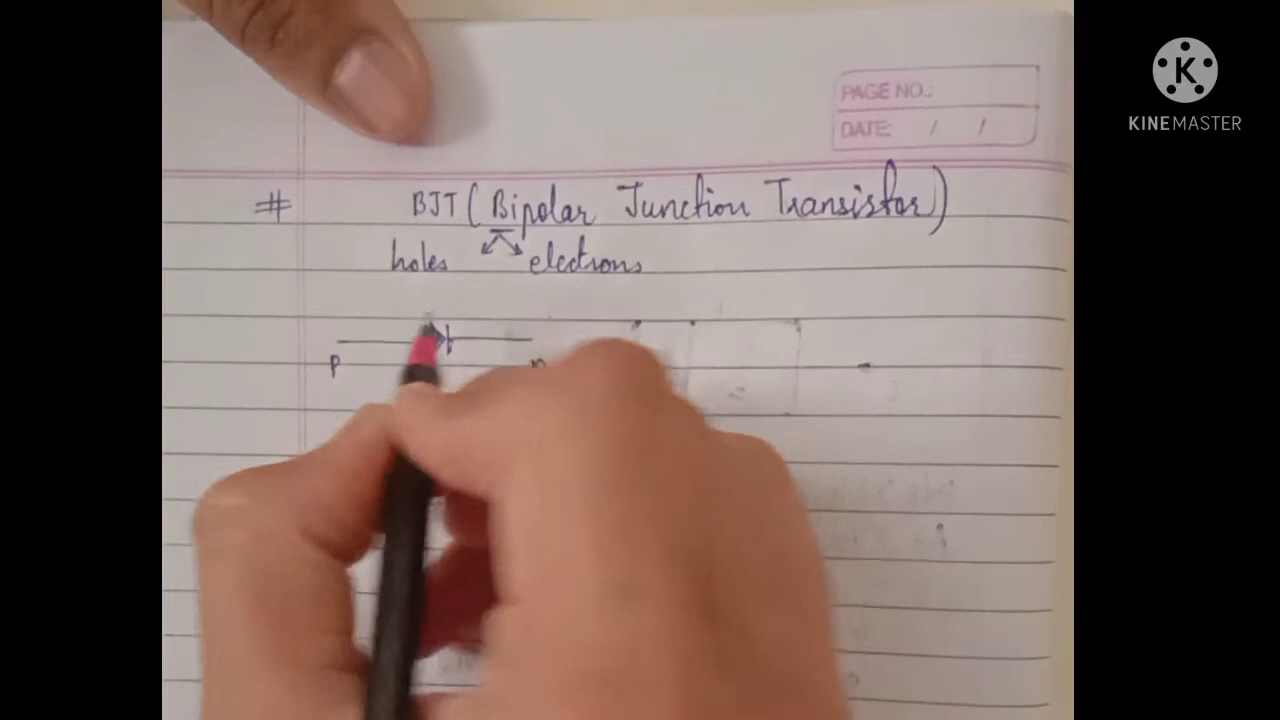 PAGE NO.:
DATE: / /
K
KINEMASTER
# BJT (Bipolar Junction Transistor)
holes electrons
p n